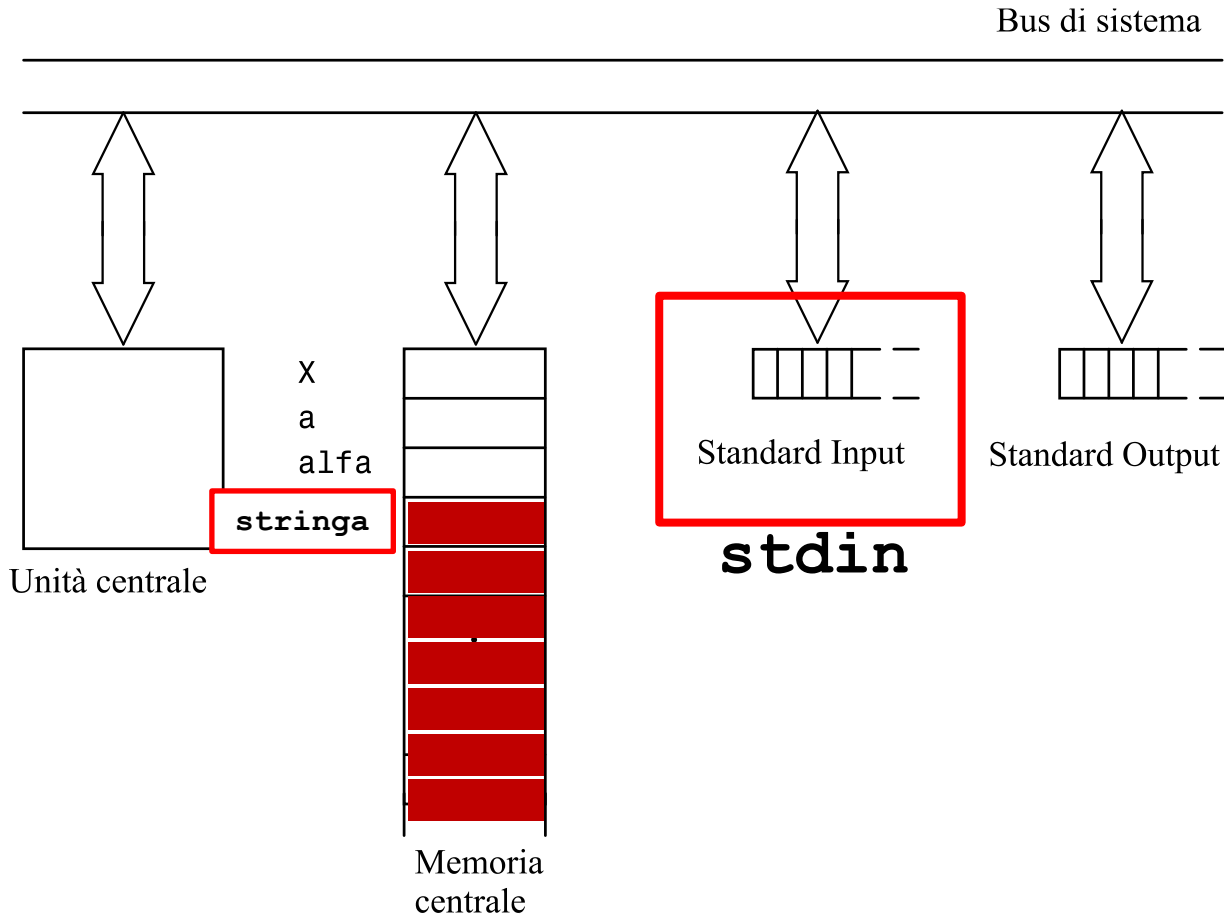 Bus di sistema
X
a
alfa
stringa
Unità centrale
Memoria
centrale
Standard Input
stdin
Standard Output